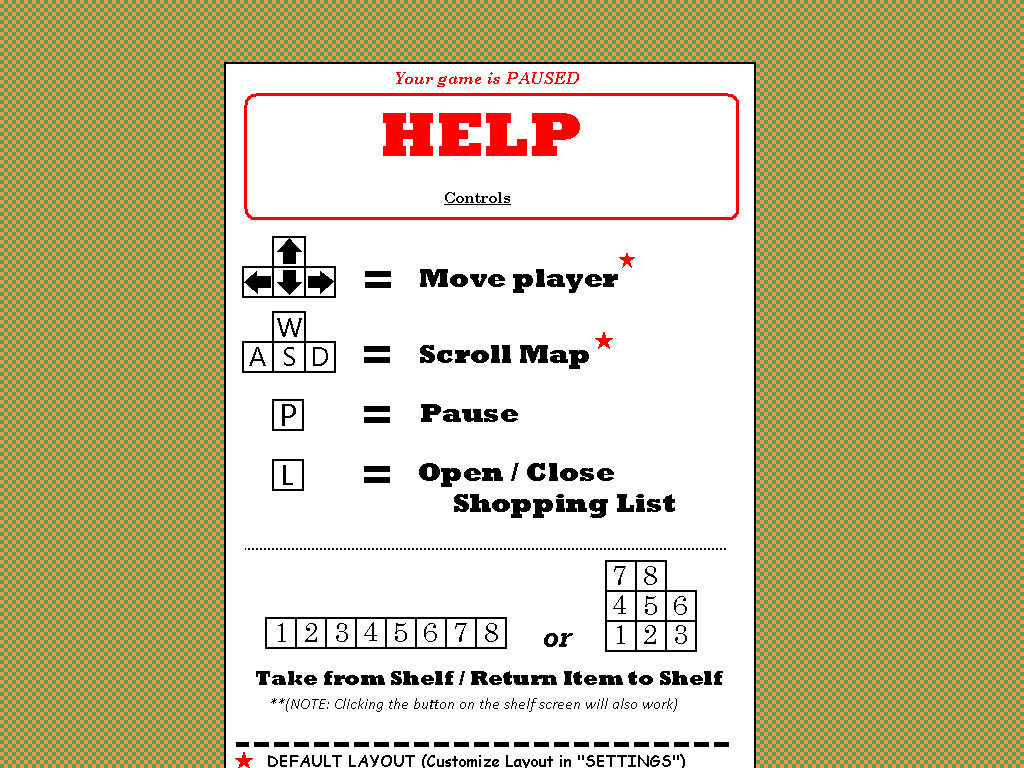 Your game is PAUSED
HELP
Controls
= Move player
W
A S D = Scroll Map
P = Pause
L = Open / Close
Shopping List
7 8
4 5 6
1 2 3 4 5 6 7 8 or 1 2 3
Take from Shelf / Return Item to Shelf
**(NOTE: Clicking the button on the shelf screen will also work)
DEFAULT LAYOUT (Customize Layout in "SETTINGS")